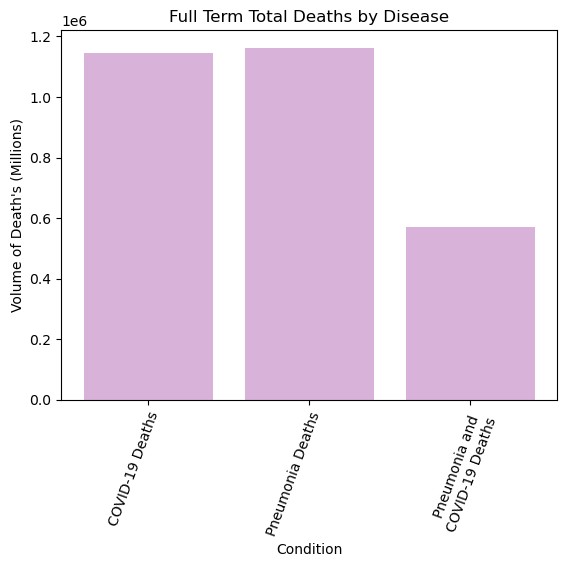 Full Term Total Deaths by Disease
1e6
1.2
1.0
0.8
0.6
0.4
0.2
0.0
Volume of Death's (Millions)
COVID-19 Deaths
Pneumonia Deaths
Pneumonia and
COVID-19 Deaths
Condition